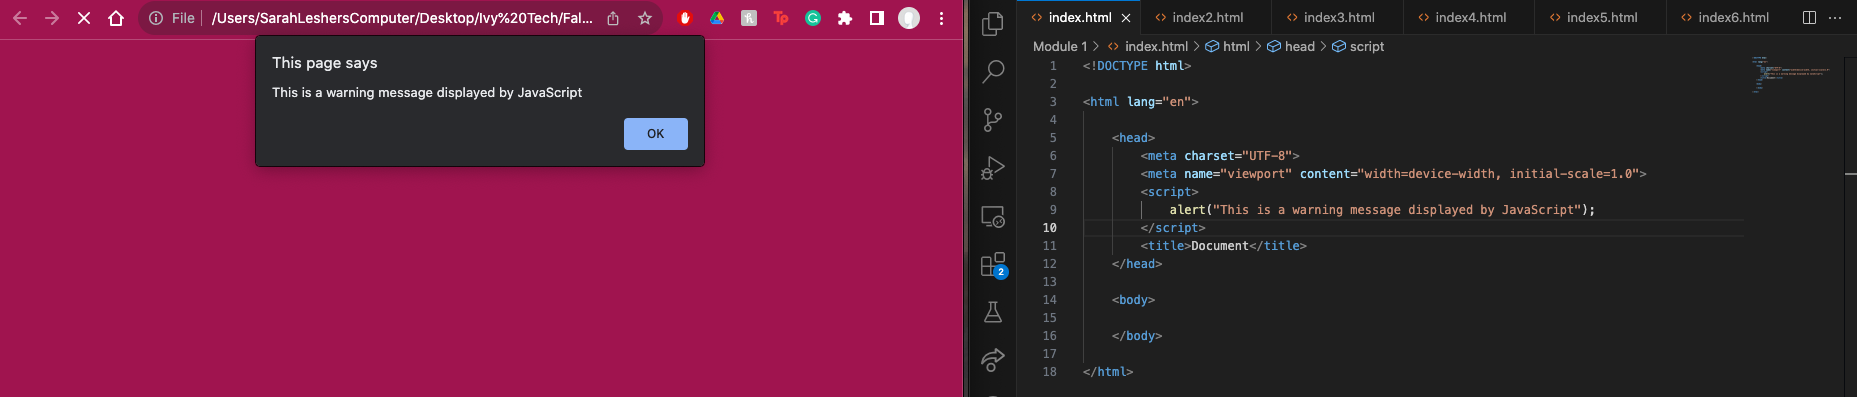 File
/Users/SarahLeshersComputer/Desktop/Ivy%20Tech/Fal...
Tp
G
This page says
This is a warning message displayed by JavaScript
OK
index.html
index2.html
index3.html
index4.html
index5.html
index6.html
Module 1 > index.html > html > head > script
1 <!DOCTYPE html>
2
3 <html lang="en">
4
5 <head>
6 <meta charset="UTF-8">
7 <meta name="viewport" content="width=device-width, initial-scale=1.0">
8 <script>
9 alert("This is a warning message displayed by JavaScript");
10 </script>
11 <title>Document</title>
12 </head>
13
14 <body>
15
16 </body>
17
18 </html>
2